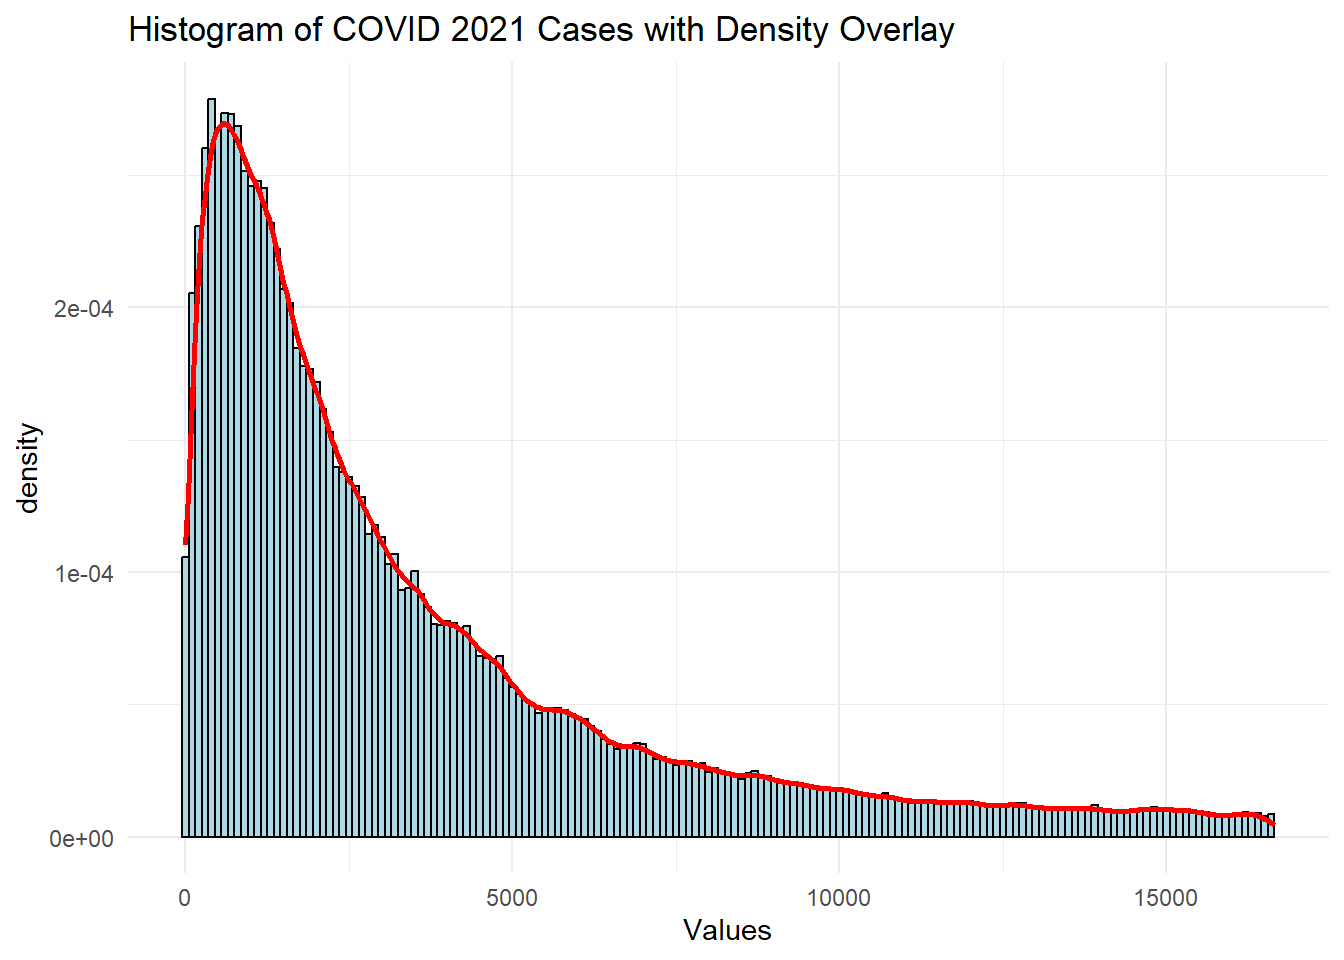 Histogram of COVID 2021 Cases with Density Overlay
density
2e-04
1e-04
0e+00
0 5000 10000 15000
Values